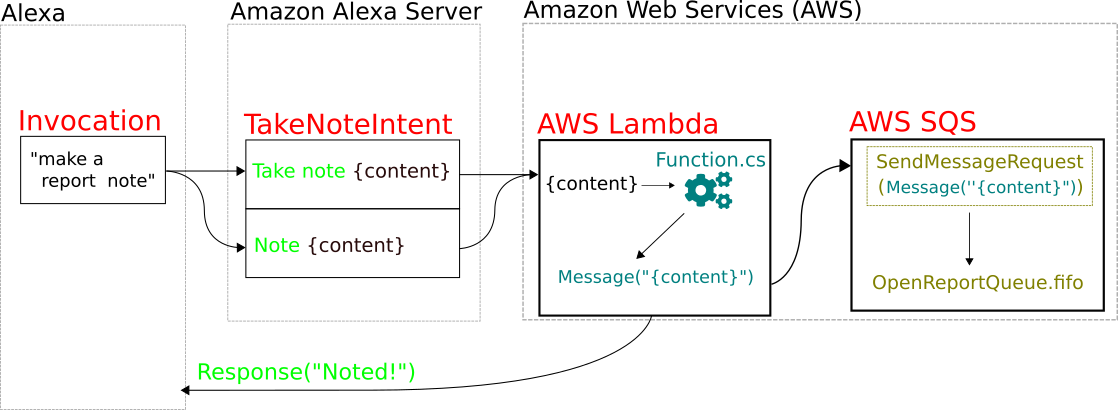 Alexa
Amazon Alexa Server
Amazon Web Services (AWS)
Invocation
"make a
report note"
TakeNoteIntent
Take note {content}
Note {content}
AWS Lambda
Function.cs
{content}
Message("{content}")
AWS SQS
SendMessageRequest
(Message(''{content}"))
OpenReportQueue.fifo
Response("Noted!")